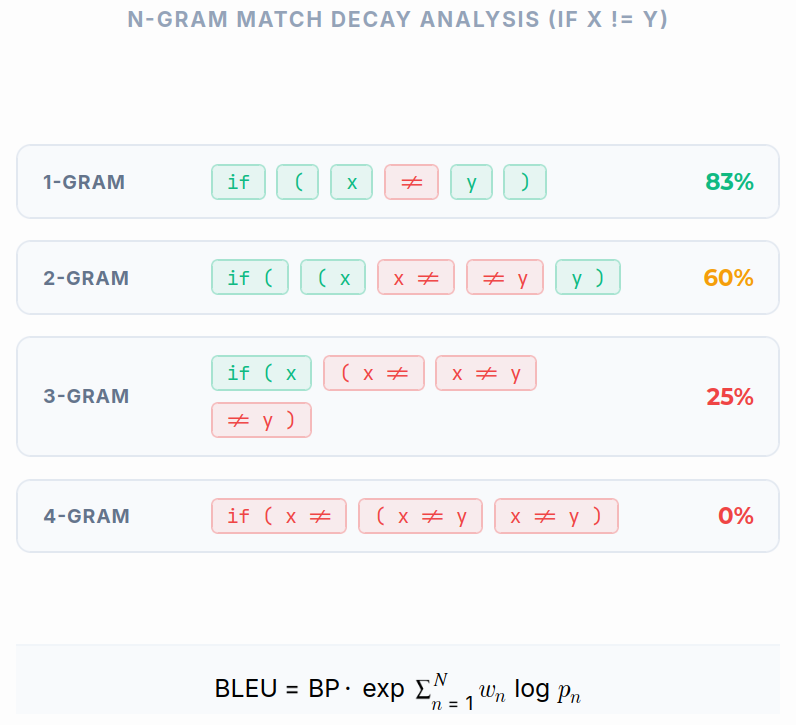 N-GRAM MATCH DECAY ANALYSIS (IF X != Y)
1-GRAM if ( x ≠ y ) 83%
2-GRAM if ( ( x x ≠ ≠ y y ) 60%
3-GRAM if ( x ( x ≠ x ≠ y 25%
≠ y )
4-GRAM if ( x ≠ ( x ≠ y x ≠ y ) 0%
BLEU = BP · exp Σ_{n = 1}^{N} w_n log p_n